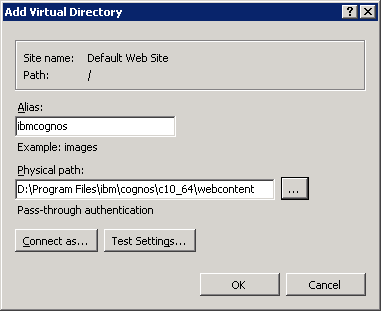 Add Virtual Directory
Site name: Default Web Site
Path: /
Alias:
ibmcognos
Example: images
Physical path:
D:\Program Files\ibm\cognos\c10_64\webcontent
...
Pass-through authentication
Connect as...
Test Settings...
OK
Cancel